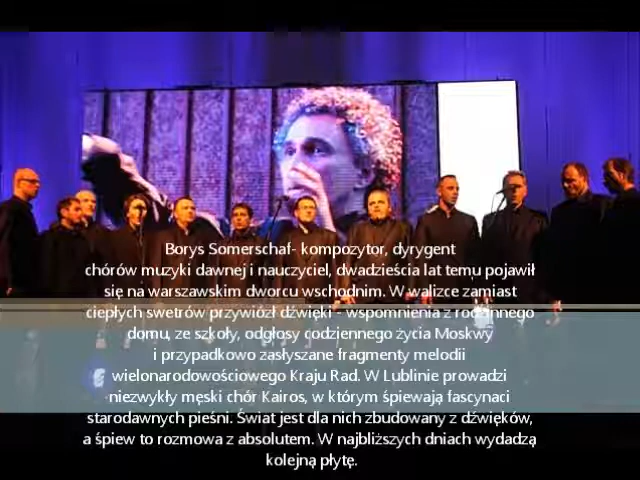 Borys Somerschaf- kompozytor, dyrygent
chórów muzyki dawnej i nauczyciel, dwadzieścia lat temu pojawił
się na warszawskim dworcu wschodnim. W walizce zamiast
ciepłych swetrów przywiózł dźwięki - wspomnienia z rodzinnego
domu, ze szkoły, odgłosy codziennego życia Moskwy
i przypadkowo zasłyszane fragmenty melodii
wielonarodowościowego Kraju Rad. W Lublinie prowadzi
niezwykły męski chór Kairos, w którym śpiewają fascynaci
starodawnych pieśni. Świat jest dla nich zbudowany z dźwięków,
a śpiew to rozmowa z absolutem. W najbliższych dniach wydadzą
kolejną płytę.